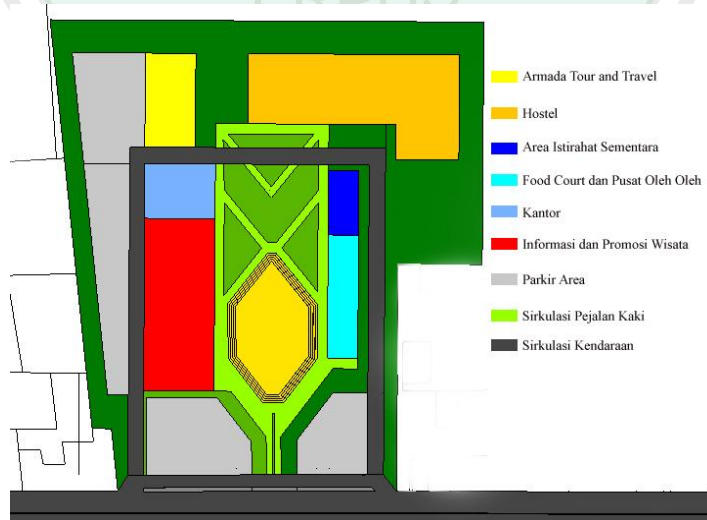 Armada Tour and Travel
Hostel
Area Istirahat Sementara
Food Court dan Pusat Oleh Oleh
Kantor
Informasi dan Promosi Wisata
Parkir Area
Sirkulasi Pejalan Kaki
Sirkulasi Kendaraan